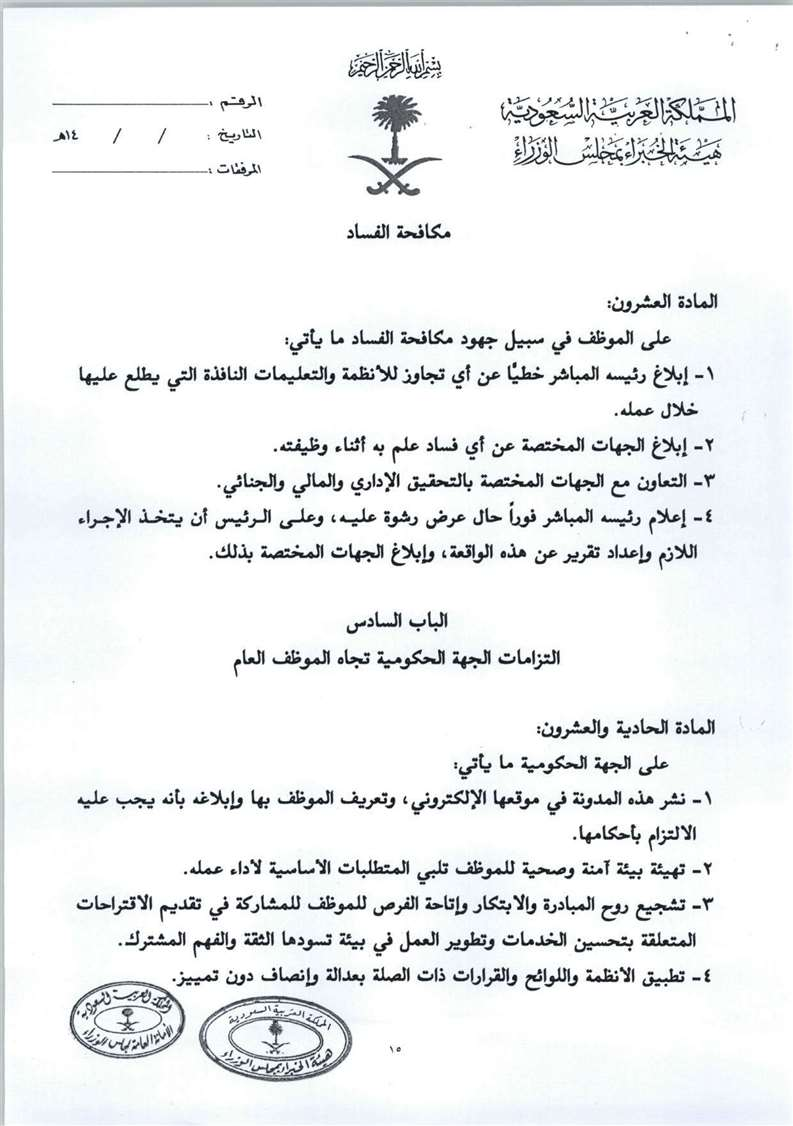 بسم الله الرحمن الرحيم
المملكة العربية السعودية
هيئة الخبراء بمجلس الوزراء
الرقم :
التاريخ : / / ١٤هـ
المرفقات :
مكافحة الفساد
المادة العشرون:
على الموظف في سبيل جهود مكافحة الفساد ما يأتي:
١- إبلاغ رئيسه المباشر خطيًّا عن أي تجاوز للأنظمة والتعليمات النافذة التي يطلع عليها
خلال عمله.
٢- إبلاغ الجهات المختصة عن أي فساد علم به أثناء وظيفته.
٣- التعاون مع الجهات المختصة بالتحقيق الإداري والمالي والجنائي.
٤- إعلام رئيسه المباشر فوراً حال عرض رشوة عليه، وعلى الرئيس أن يتخذ الإجراء
اللازم وإعداد تقرير عن هذه الواقعة، وإبلاغ الجهات المختصة بذلك.
الباب السادس
التزامات الجهة الحكومية تجاه الموظف العام
المادة الحادية والعشرون:
على الجهة الحكومية ما يأتي:
١- نشر هذه المدونة في موقعها الإلكتروني، وتعريف الموظف بها وإبلاغه بأنه يجب عليه
الالتزام بأحكامها.
٢- تهيئة بيئة آمنة وصحية للموظف تلبي المتطلبات الأساسية لأداء عمله.
٣- تشجيع روح المبادرة والابتكار وإتاحة الفرص للموظف للمشاركة في تقديم الاقتراحات
المتعلقة بتحسين الخدمات وتطوير العمل في بيئة تسودها الثقة والفهم المشترك.
٤- تطبيق الأنظمة واللوائح والقرارات ذات الصلة بعدالة وإنصاف دون تمييز.
المملكة العربية السعودية
هيئة الخبراء بمجلس الوزراء
المملكة العربية السعودية
الأمانة العامة لمجلس الوزراء
١٥